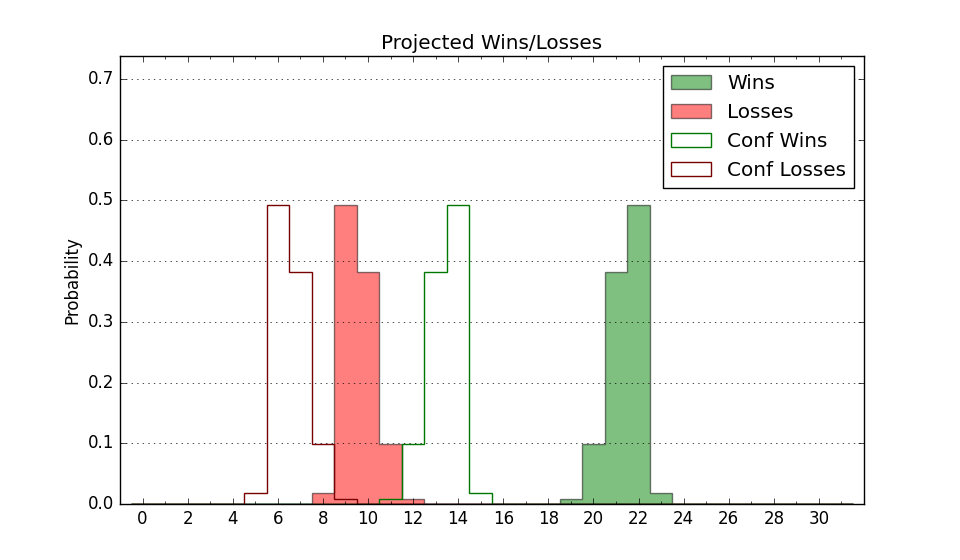 Projected Wins/Losses
Wins
Losses
Conf Wins
Conf Losses
Probability
0.7
0.6
0.5
0.4
0.3
0.2
0.1
0.0
0 2 4 6 8 10 12 14 16 18 20 22 24 26 28 30